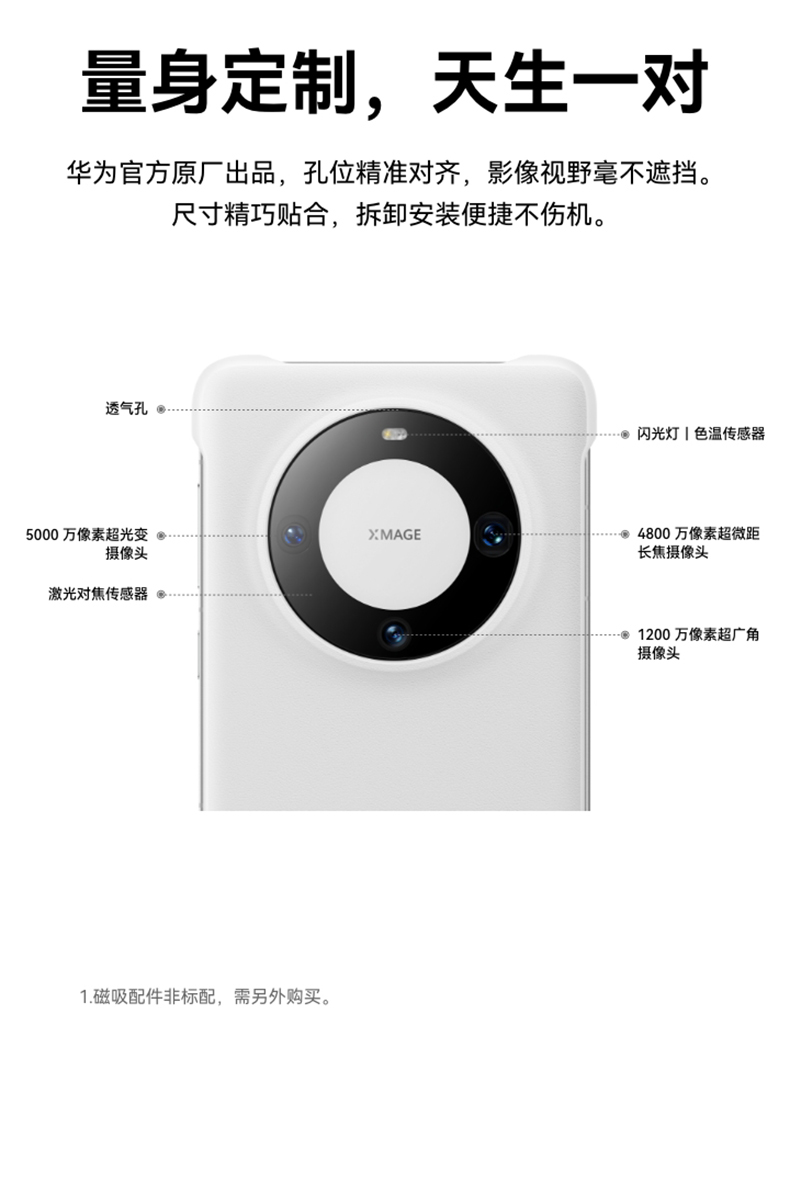 量身定制，天生一对
华为官方原厂出品，孔位精准对齐，影像视野毫不遮挡。
尺寸精巧贴合，拆卸安装便捷不伤机。
透气孔
闪光灯 | 色温传感器
5000 万像素超光变
摄像头
XMAGE
4800 万像素超微距
长焦摄像头
激光对焦传感器
1200 万像素超广角
摄像头
1.磁吸配件非标配，需另外购买。